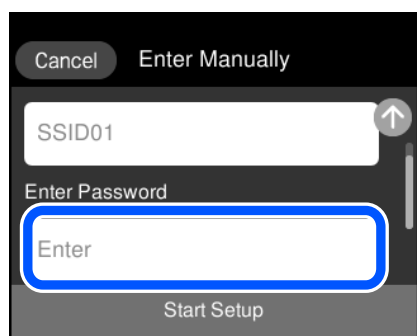 Cancel Enter Manually
SSID01
Enter Password
Enter
Start Setup